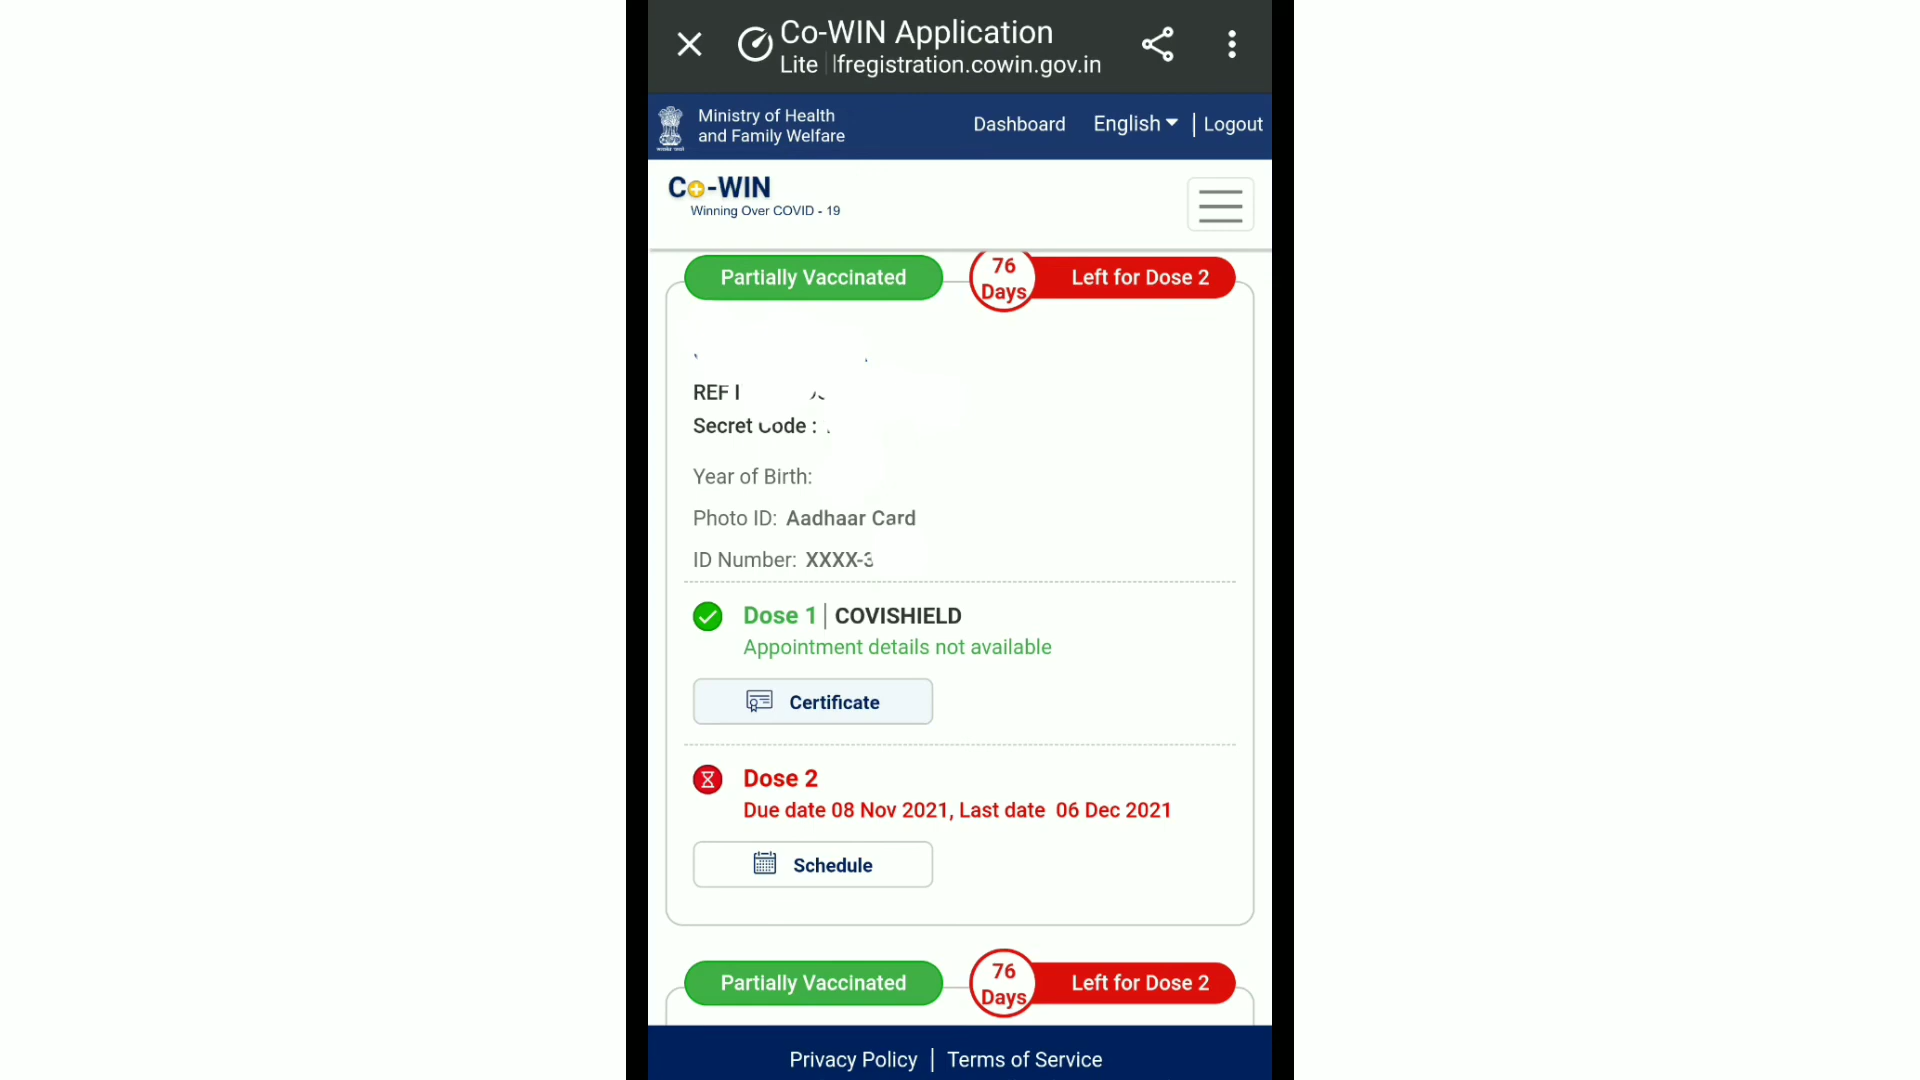 Co-WIN Application
Lite lfregistration.cowin.gov.in
Ministry of Health
and Family Welfare
Dashboard English Logout
Co-WIN
Winning Over COVID - 19
Partially Vaccinated 76 Days Left for Dose 2
REF I
Secret Code :
Year of Birth:
Photo ID: Aadhaar Card
ID Number: XXXX-3
Dose 1 | COVISHIELD
Appointment details not available
Certificate
Dose 2
Due date 08 Nov 2021, Last date 06 Dec 2021
Schedule
Partially Vaccinated 76 Days Left for Dose 2
Privacy Policy | Terms of Service